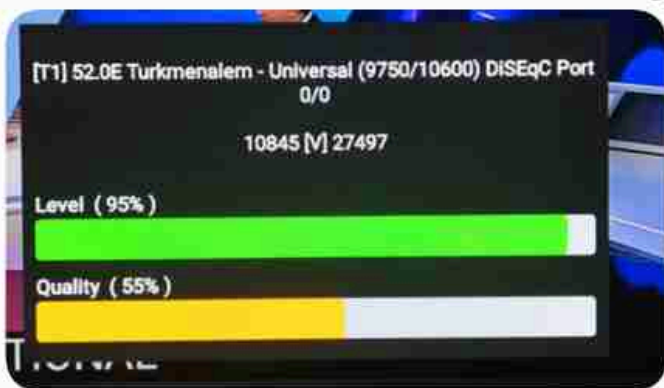 [T1] 52.0E Turkmenalem - Universal (9750/10600) DiSEqC Port
0/0
10845 [V] 27497
Level ( 95% )
Quality ( 55% )